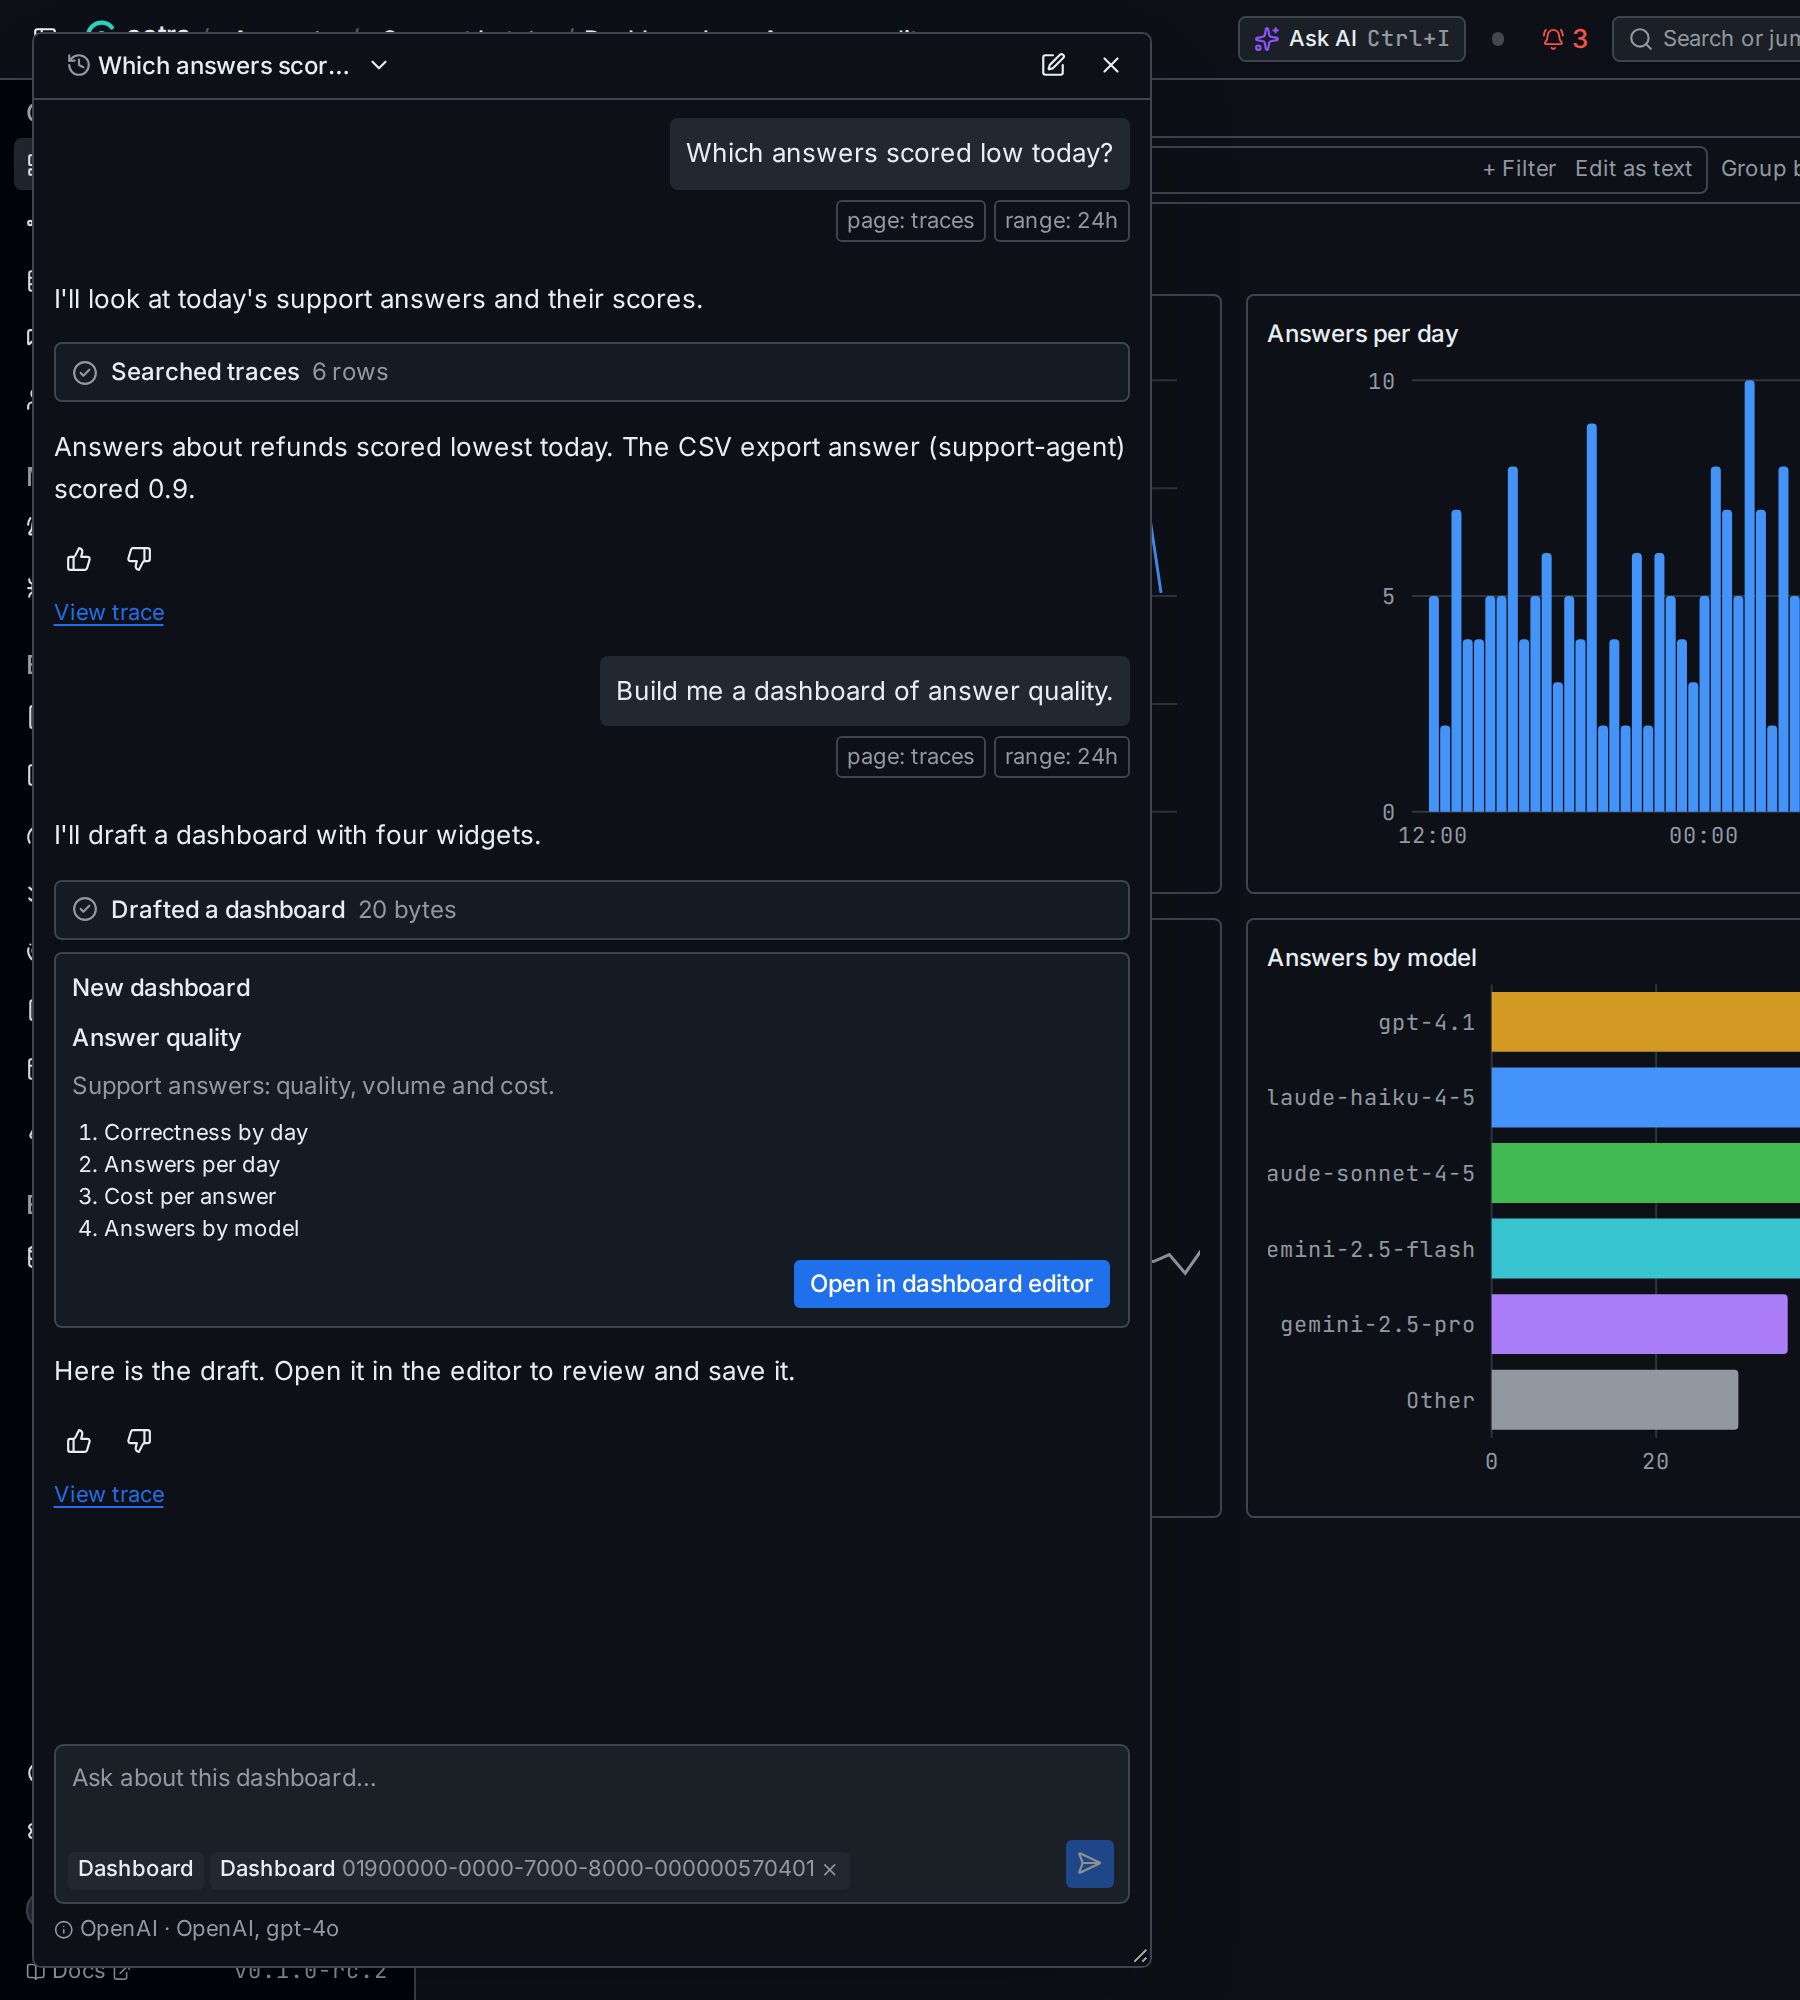 Ask AI Ctrl+I
3
Search or jum
Which answers scor...
Which answers scored low today?
page: traces
range: 24h
I'll look at today's support answers and their scores.
Searched traces 6 rows
Answers about refunds scored lowest today. The CSV export answer (support-agent)
scored 0.9.
View trace
Build me a dashboard of answer quality.
page: traces
range: 24h
I'll draft a dashboard with four widgets.
Drafted a dashboard 20 bytes
New dashboard
Answer quality
Support answers: quality, volume and cost.
1. Correctness by day
2. Answers per day
3. Cost per answer
4. Answers by model
Open in dashboard editor
Here is the draft. Open it in the editor to review and save it.
View trace
Ask about this dashboard...
Dashboard
Dashboard 01900000-0000-7000-8000-000000570401
OpenAI · OpenAI, gpt-4o
Docs
v0.1.0-rc.2
+ Filter
Edit as text
Group b
Answers per day
10
5
0
12:00
00:00
Answers by model
gpt-4.1
laude-haiku-4-5
aude-sonnet-4-5
emini-2.5-flash
gemini-2.5-pro
Other
0
20